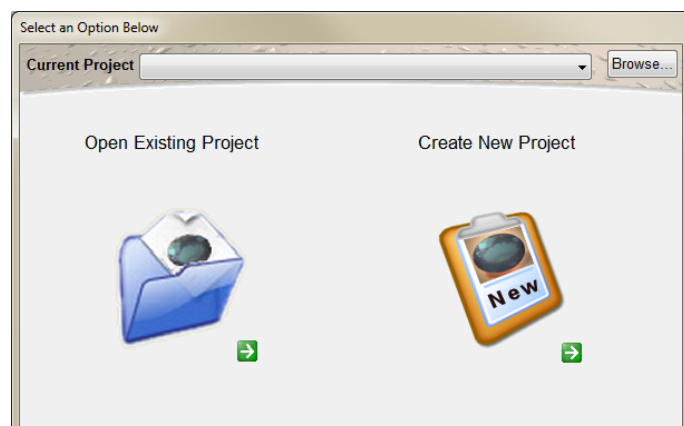 Select an Option Below
Current Project
Browse...
Open Existing Project
Create New Project
New